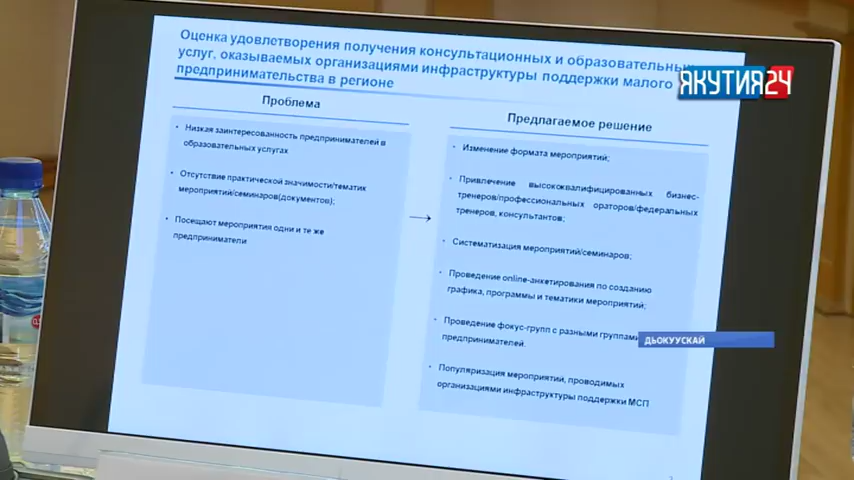 Оценка удовлетворения получения консультационных и образовательных
услуг, оказываемых организациями инфраструктуры поддержки малого
предпринимательства в регионе
ЯКУТИЯ24
Проблема
Низкая заинтересованность предпринимателей в
образовательных услугах
Отсутствие практической значимости/тематик
мероприятий/семинаров(документов);
Посещают мероприятия одни и те же
предприниматели
→
Предлагаемое решение
Изменение формата мероприятий;
Привлечение высококвалифицированных бизнес-
тренеров/профессиональных ораторов/федеральных
тренеров, консультантов;
Систематизация мероприятий/семинаров;
Проведение online-анкетирования по созданию
графика, программы и тематики мероприятий;
Проведение фокус-групп с разными группами
предпринимателей.
Популяризация мероприятий, проводимых
организациями инфраструктуры поддержки МСП
ДЬОКУУСКАЙ